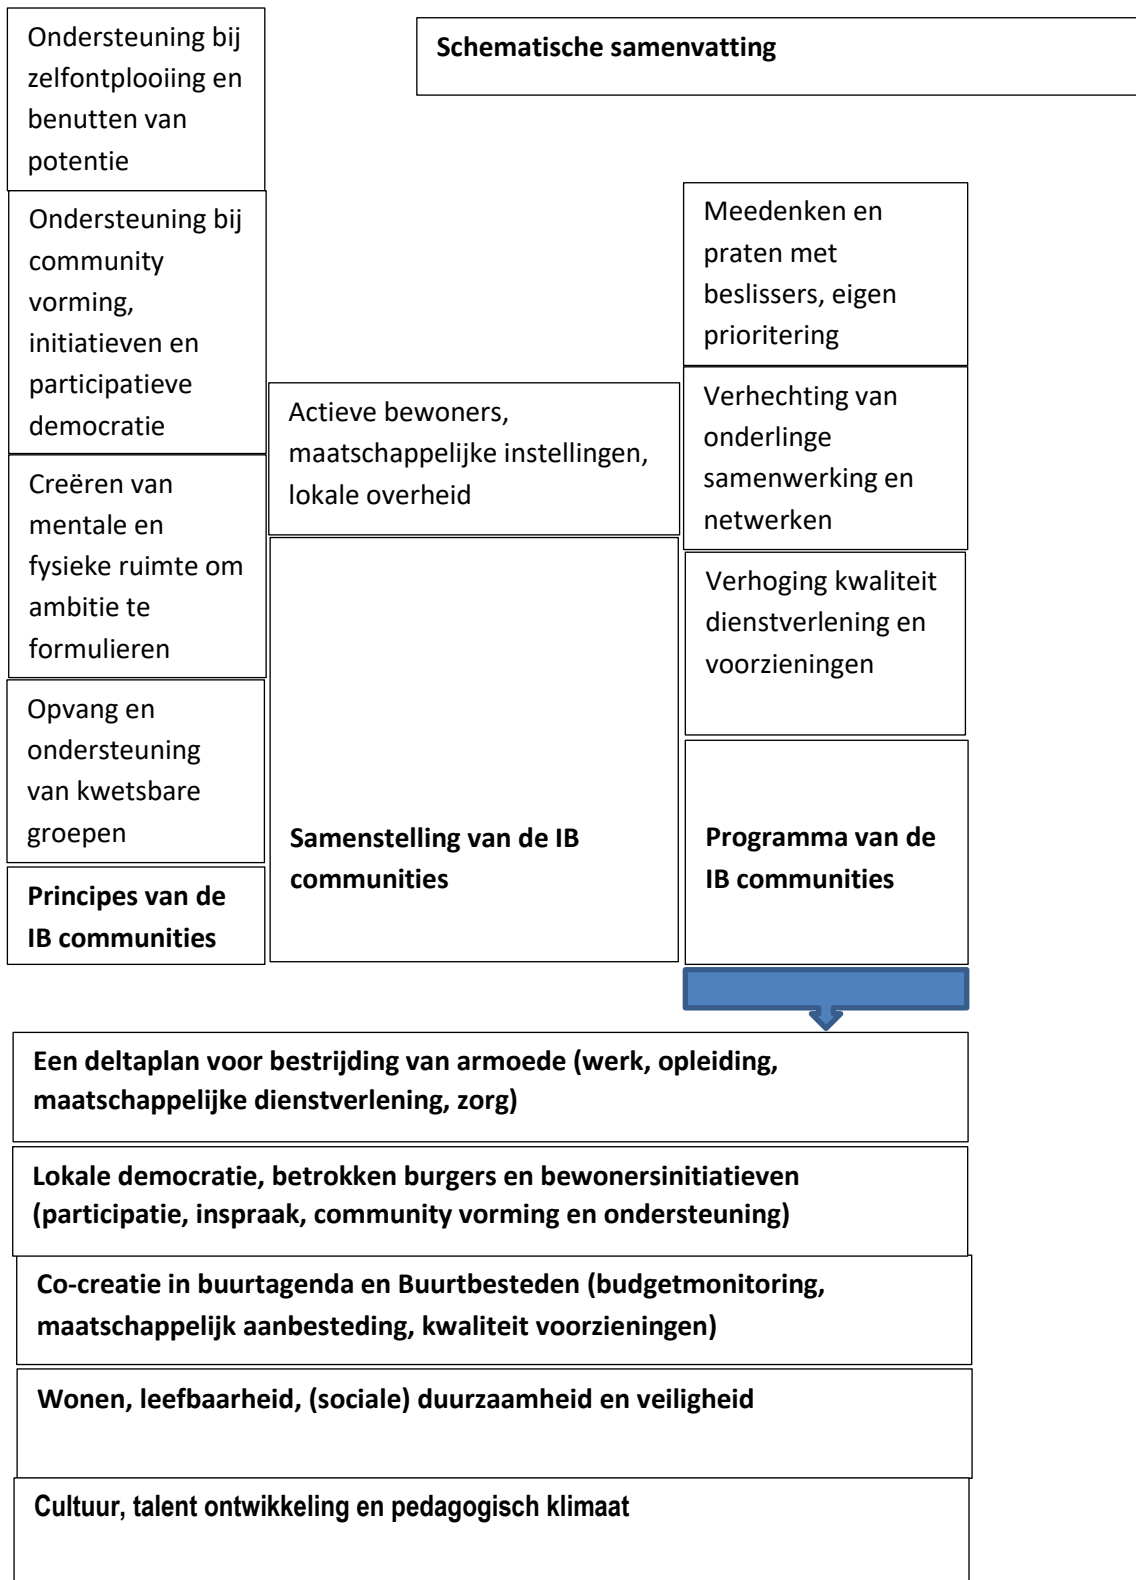 Schematische samenvatting
Ondersteuning bij
zelfontplooiing en
benutten van
potentie
Ondersteuning bij
community
vorming,
initiatieven en
participatieve
democratie
Creëren van
mentale en
fysieke ruimte om
ambitie te
formulieren
Opvang en
ondersteuning
van kwetsbare
groepen
Principes van de
IB communities
Actieve bewoners,
maatschappelijke instellingen,
lokale overheid
Samenstelling van de IB
communities
Meedenken en
praten met
beslissers, eigen
prioritering
Verhechting van
onderlinge
samenwerking en
netwerken
Verhoging kwaliteit
dienstverlening en
voorzieningen
Programma van de
IB communities
Een deltaplan voor bestrijding van armoede (werk, opleiding,
maatschappelijke dienstverlening, zorg)
Lokale democratie, betrokken burgers en bewonersinitiatieven
(participatie, inspraak, community vorming en ondersteuning)
Co-creatie in buurtagenda en Buurtbesteden (budgetmonitoring,
maatschappelijk aanbesteding, kwaliteit voorzieningen)
Wonen, leefbaarheid, (sociale) duurzaamheid en veiligheid
Cultuur, talent ontwikkeling en pedagogisch klimaat